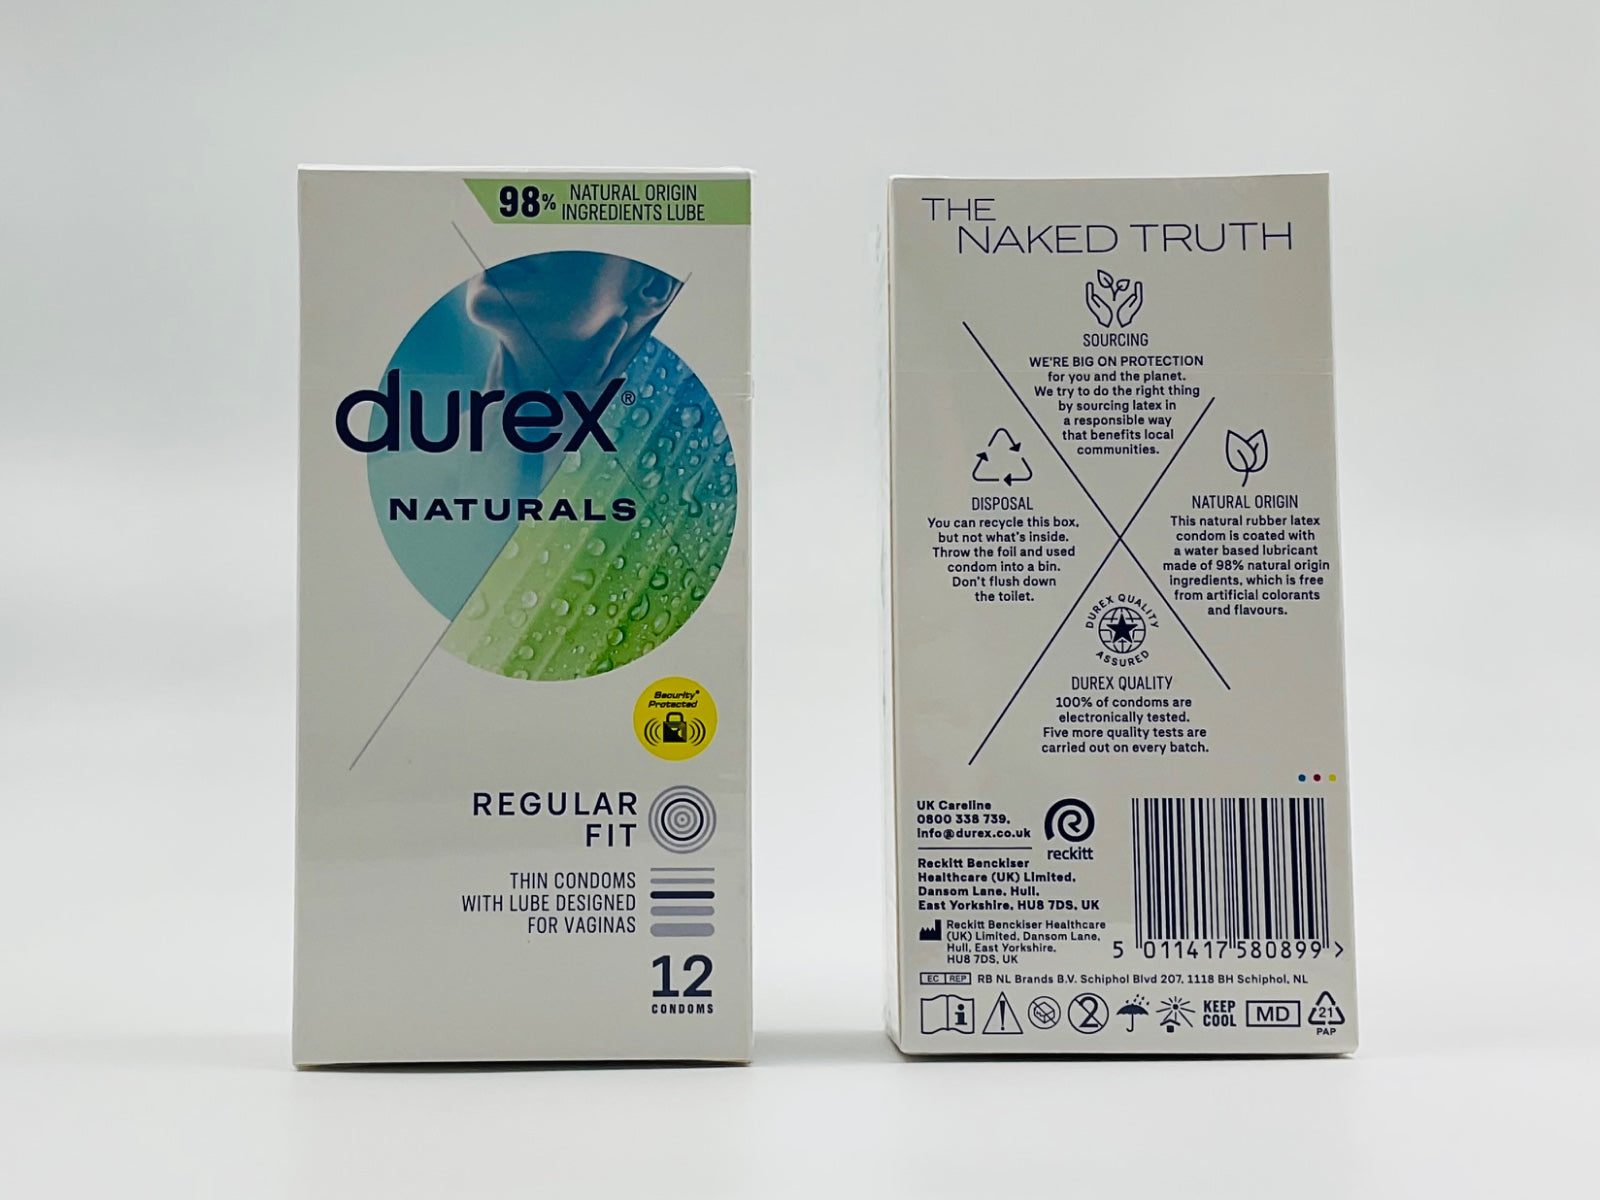 98% NATURAL ORIGIN
INGREDIENTS LUBE
durex®
NATURALS
Security®
Protected
REGULAR
FIT
THIN CONDOMS
WITH LUBE DESIGNED
FOR VAGINAS
12
CONDOMS
THE
NAKED TRUTH
SOURCING
WE'RE BIG ON PROTECTION
for you and the planet.
We try to do the right thing
by sourcing latex in
a responsible way
that benefits local
communities.
DISPOSAL
You can recycle this box,
but not what's inside.
Throw the foil and used
condom into a bin.
Don't flush down
the toilet.
NATURAL ORIGIN
This natural rubber latex
condom is coated with
a water based lubricant
made of 98% natural origin
ingredients, which is free
from artificial colorants
and flavours.
DUREX QUALITY
ASSURED
DUREX QUALITY
100% of condoms are
electronically tested.
Five more quality tests are
carried out on every batch.
UK Careline
0800 338 739.
info@durex.co.uk
reckitt
Reckitt Benckiser
Healthcare (UK) Limited,
Dansom Lane, Hull,
East Yorkshire, HU8 7DS, UK
Reckitt Benckiser Healthcare
(UK) Limited, Dansom Lane,
Hull, East Yorkshire,
HU8 7DS, UK
5 011417 580899 >
EC REP RB NL Brands B.V. Schiphol Blvd 207, 1118 BH Schiphol, NL
2 KEEP
COOL
MD
21
PAP